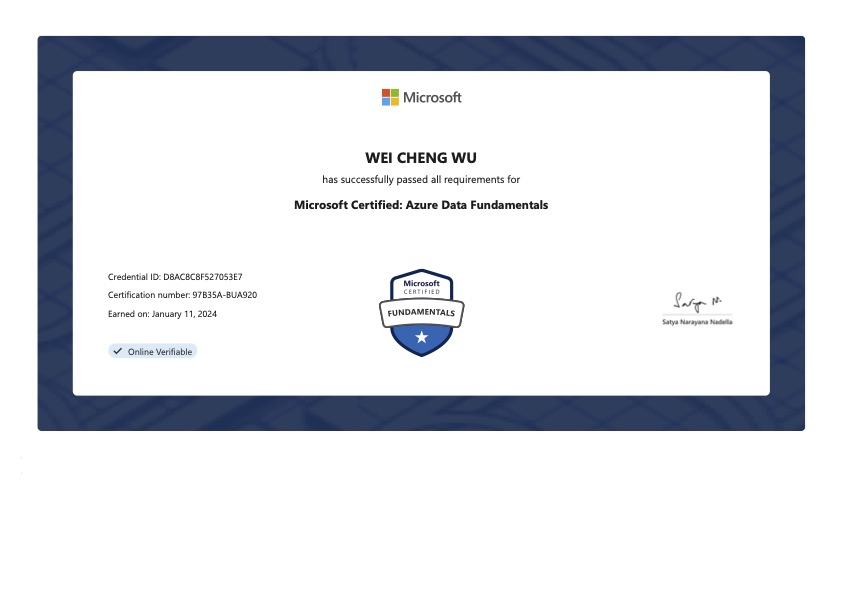 Microsoft
WEI CHENG WU
has successfully passed all requirements for
Microsoft Certified: Azure Data Fundamentals
Credential ID: D8AC8C8F527053E7
Certification number: 97B35A-BUA920
Earned on: January 11, 2024
Online Verifiable
Microsoft
CERTIFIED
FUNDAMENTALS
Satya N.
Satya Narayana Nadella